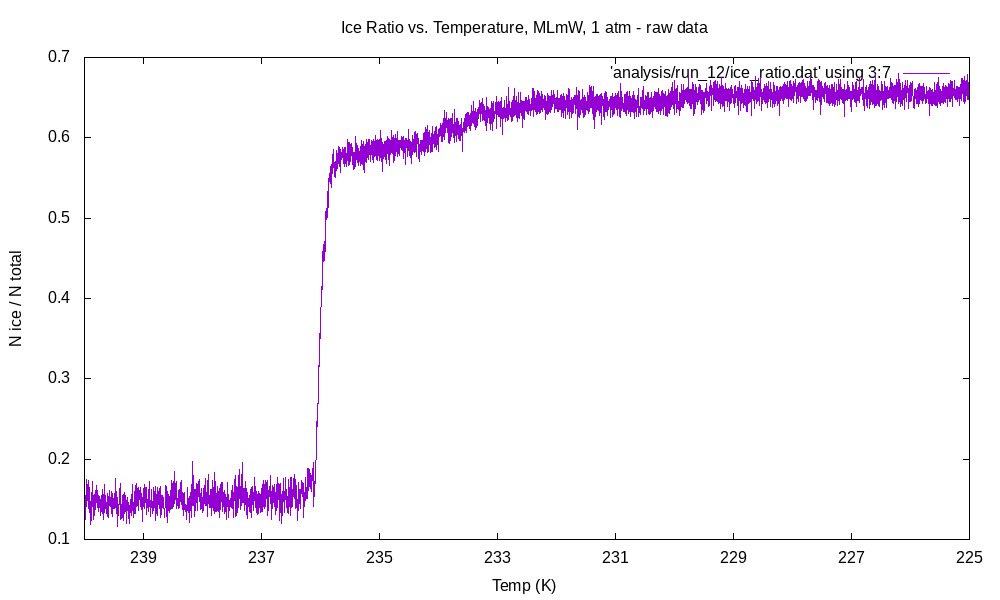 Ice Ratio vs. Temperature, MLmW, 1 atm - raw data
'analysis/run_12/ice_ratio.dat' using 3:7
0.7
0.6
0.5
0.4
0.3
0.2
0.1
N ice / N total
239 237 235 233 231 229 227 225
Temp (K)